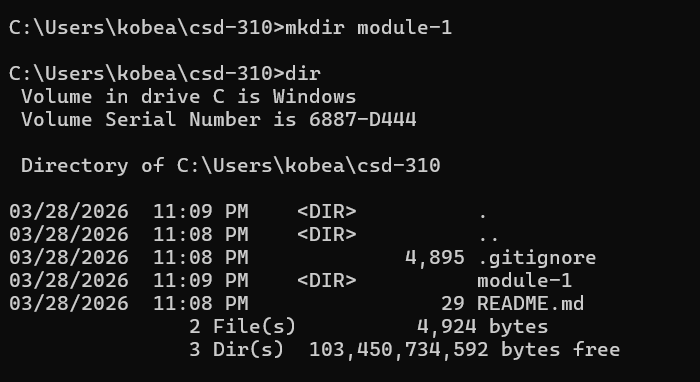 C:\Users\kobea\csd-310>mkdir module-1
C:\Users\kobea\csd-310>dir
 Volume in drive C is Windows
 Volume Serial Number is 6887-D444
 Directory of C:\Users\kobea\csd-310
03/28/2026  11:09 PM    <DIR>          .
03/28/2026  11:08 PM    <DIR>          ..
03/28/2026  11:08 PM             4,895 .gitignore
03/28/2026  11:09 PM    <DIR>          module-1
03/28/2026  11:08 PM                29 README.md
               2 File(s)          4,924 bytes
               3 Dir(s)  103,450,734,592 bytes free